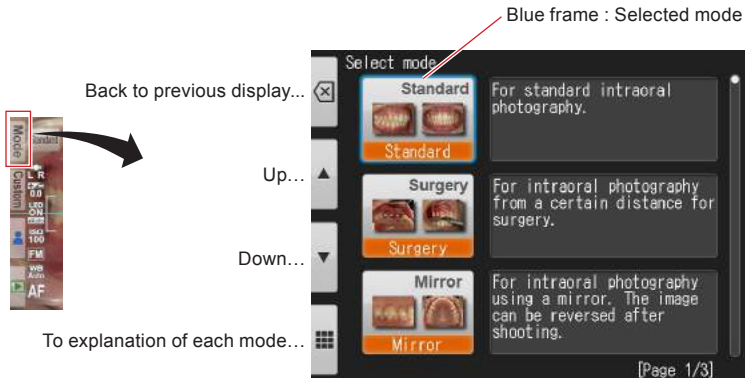 Blue frame : Selected mode
Select mode
Back to previous display...
Standard
Standard
For standard intraoral
photography.
Up…
Surgery
Surgery
For intraoral photography
from a certain distance for
surgery.
Down…
Mirror
Mirror
For intraoral photography
using a mirror. The image
can be reversed after
shooting.
To explanation of each mode…
[Page 1/3]
Mode
Standard
Custom
L R
0.0
LED
ON
ISO
100
FM
WB
Auto
AF